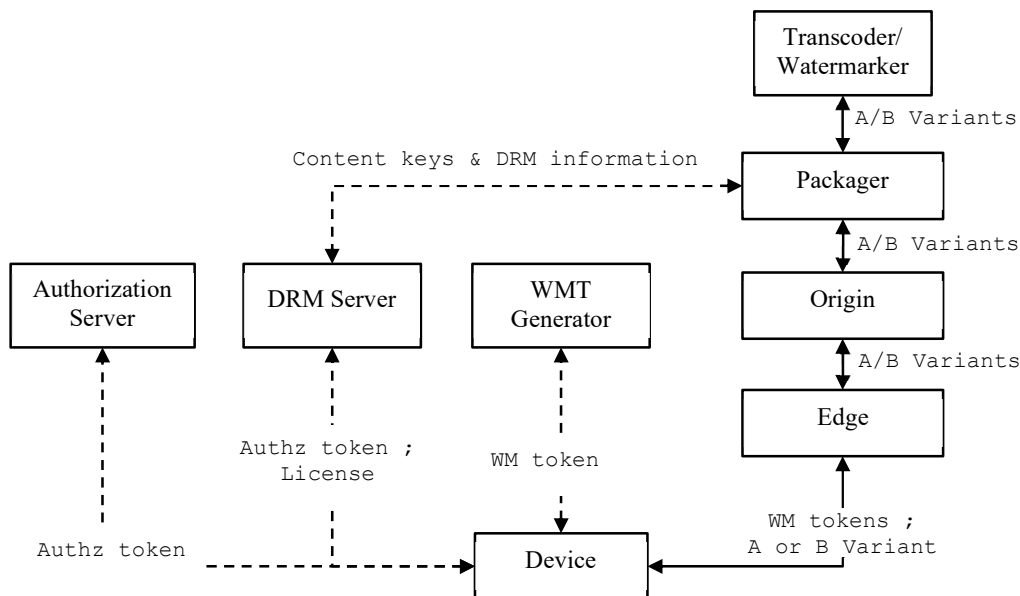 Transcoder/
Watermarker
A/B Variants
Content keys & DRM information
Packager
A/B Variants
Authorization
Server
DRM Server
WMT
Generator
Origin
A/B Variants
Edge
Authz token ;
License
WM token
WM tokens ;
A or B Variant
Authz token
Device